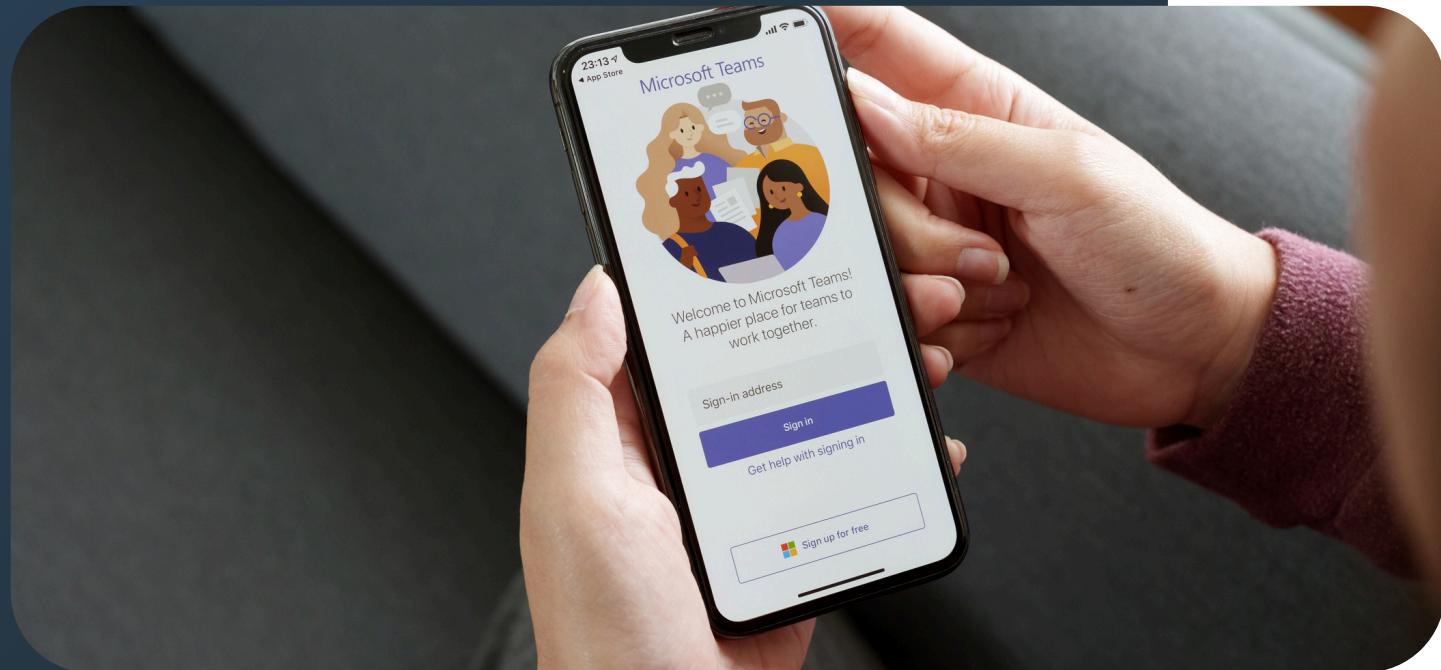 23:13
App Store
Microsoft Teams
Welcome to Microsoft Teams!
A happier place for teams to
work together.
Sign-in address
Sign in
Get help with signing in
Sign up for free